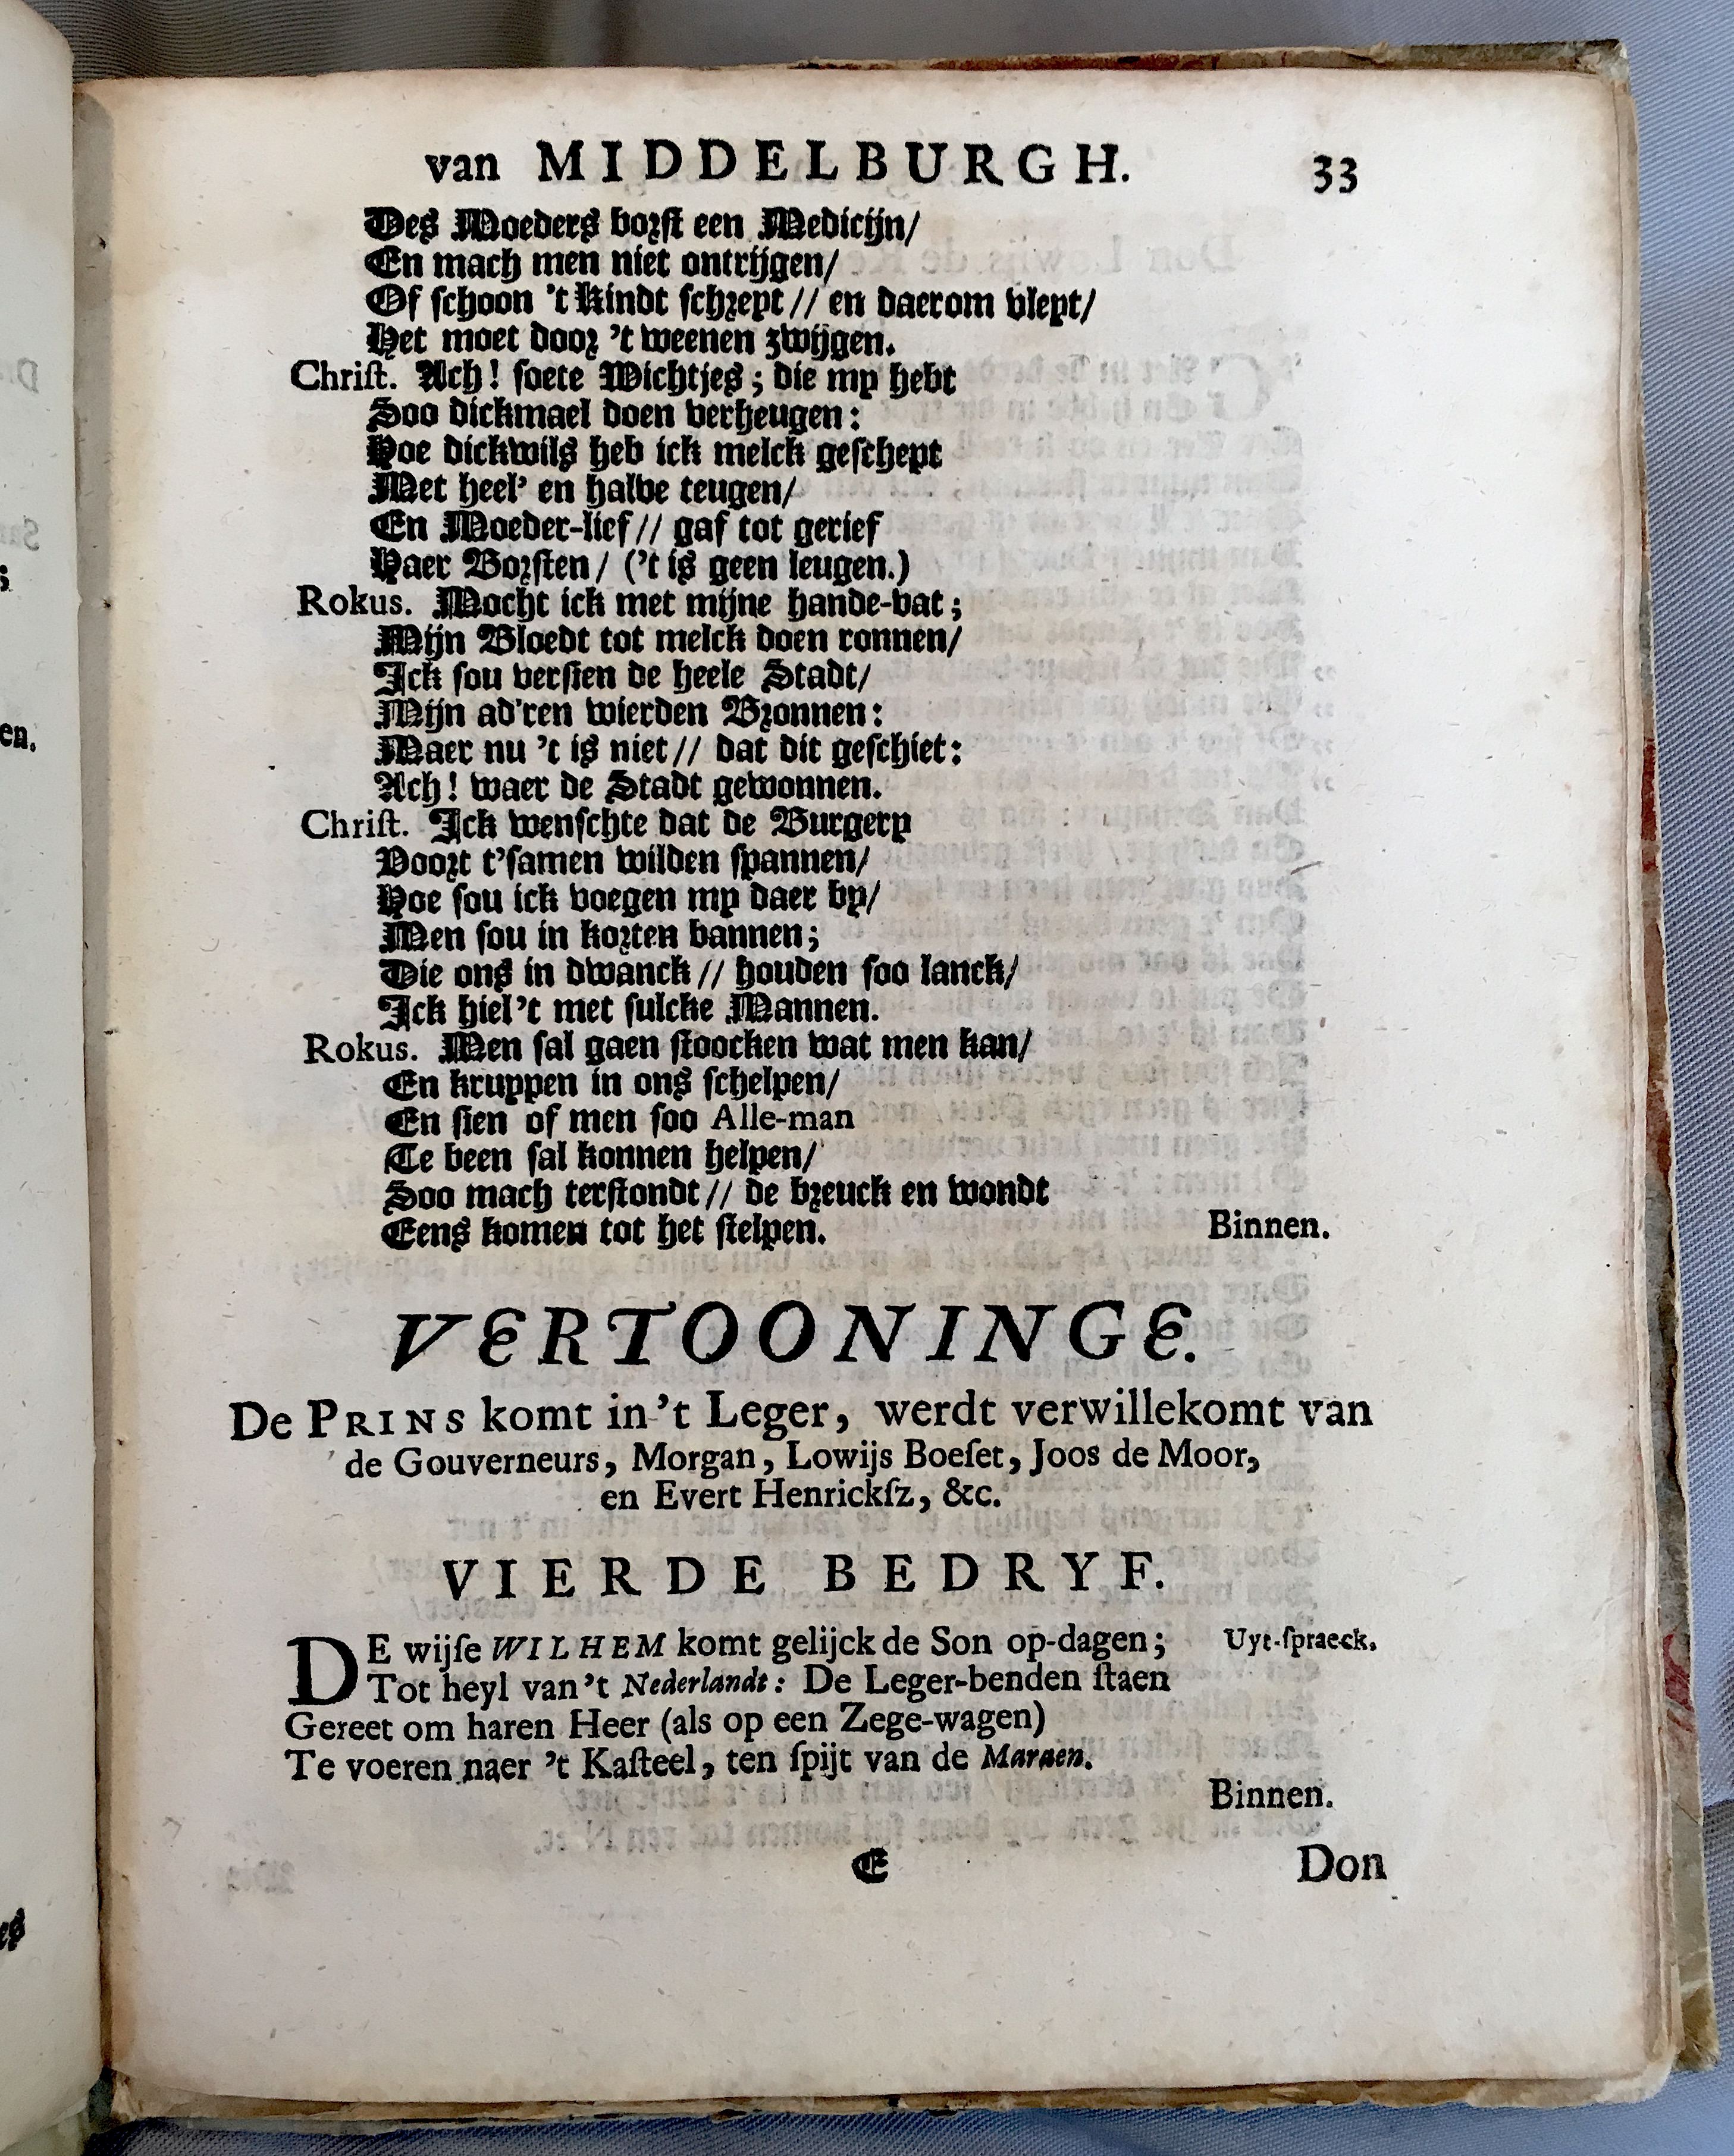 van MIDDELBURGH. 33
Des Moeders borſt een Medicijn/
En mach men niet ontrijgen/
Of ſchoon 't Kindt ſchreyt // en daerom vleyt/
Het moet door 't weenen zwijgen.
Chriſt. Ach! ſoete Wichtjes; die my hebt
Soo dickmael doen verheugen:
Hoe dickwils heb ick melck geſchept
Met heel' en halve teugen/
En Moeder-lief // gaf tot gerief
Haer Borſten/ ('t is geen leugen.)
Rokus. Mocht ick met mijne hande-vat;
Mijn Bloedt tot melck doen ronnen/
Ick ſou verſien de heele Stadt/
Mijn ad'ren wierden Bronnen:
Maer nu 't is niet // dat dit geſchiet:
Ach! waer de Stadt gewonnen.
Chriſt. Ick wenſchte dat de Burgery
Voort t'ſamen wilden ſpannen/
Hoe ſou ick voegen my daer by/
Men ſou in korten bannen;
Die ons in dwanck // houden ſoo lanck/
Ick hiel't met ſulcke Mannen.
Rokus. Men ſal gaen ſtoocken wat men kan/
En kruypen in ons ſchelpen/
En ſien of men ſoo Alle-man
Te been ſal konnen helpen/
Soo mach terſtondt // de breuck en wondt
Eens komen tot het ſtelpen. Binnen.
VERTOONINGE.
De PRINS komt in 't Leger, werdt verwillekomt van
de Gouverneurs, Morgan, Lowijs Boeſet, Joos de Moor,
en Evert Henrickſz, &c.
VIERDE BEDRYF.
DE wijſe WILHEM komt gelijck de Son op-dagen; Uyt-ſpraeck.
Tot heyl van 't Nederlandt: De Leger-benden ſtaen
Gereet om haren Heer (als op een Zege-wagen)
Te voeren naer 't Kaſteel, ten ſpijt van de Maraen.
Binnen.
E Don